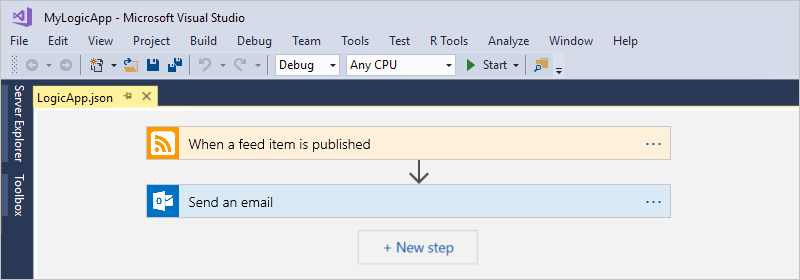 MyLogicApp - Microsoft Visual Studio
File Edit View Project Build Debug Team Tools Test R Tools Analyze Window Help
Debug Any CPU Start
Server Explorer
Toolbox
LogicApp.json
When a feed item is published ...
Send an email ...
+ New step